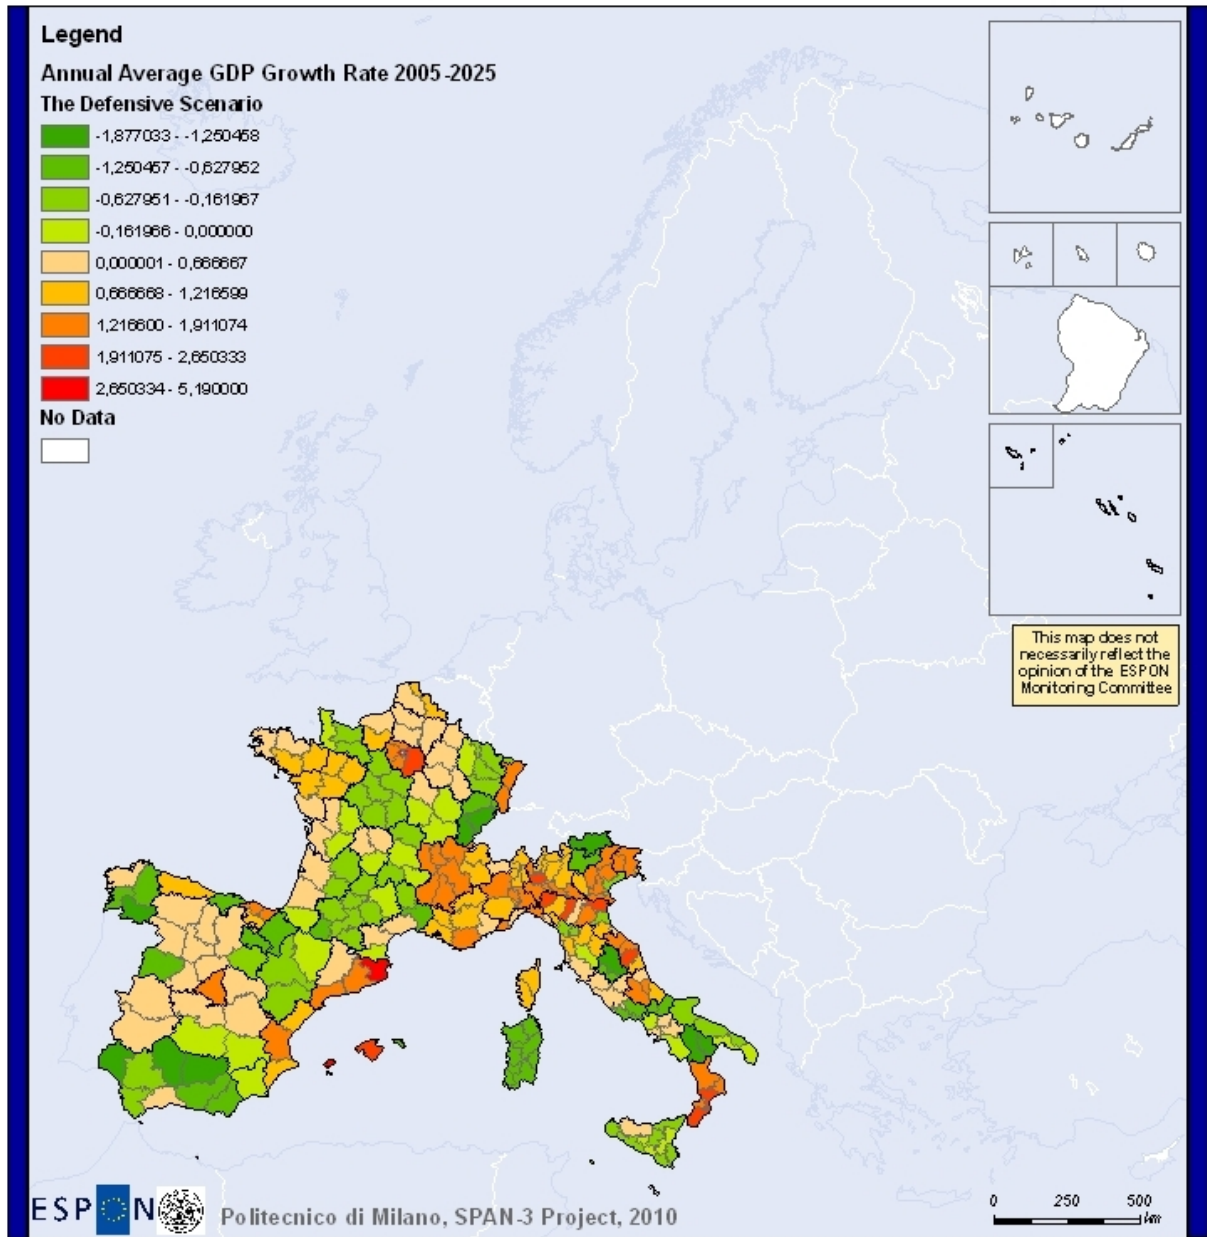 Legend
Annual Average GDP Growth Rate 2005-2025
The Defensive Scenario
-1,877033 - -1,250458
-1,250457 - -0,627952
-0,627951 - -0,161967
-0,161966 - 0,000000
0,000001 - 0,666667
0,666668 - 1,216599
1,216600 - 1,911074
1,911075 - 2,650333
2,650334 - 5,190000
No Data
This map does not
necessarily reflect the
opinion of the ESPON
Monitoring Committee
ESPON
Politecnico di Milano, SPAN-3 Project, 2010
0 250 500
km